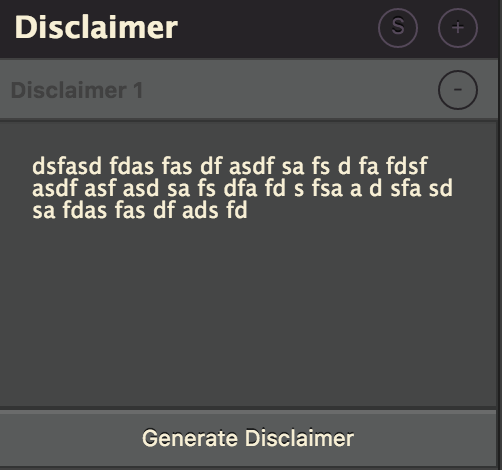 Disclaimer
S
+
Disclaimer 1
-
dsfasd fdas fas df asdf sa fs d fa fdsf
asdf asf asd sa fs dfa fd s fsa a d sfa sd
sa fdas fas df ads fd
Generate Disclaimer